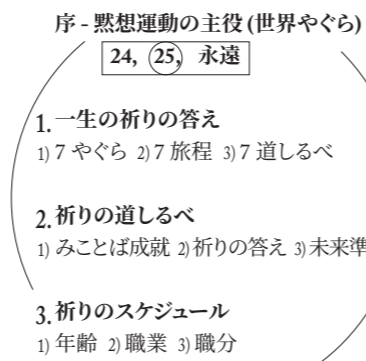 序 - 黙想運動の主役 (世界やぐら)
24, 25, 永遠
1. 一生の祈りの答え
1) 7 やぐら 2) 7 旅程 3) 7 道しるべ
2. 祈りの道しるべ
1) みことば成就 2) 祈りの答え 3) 未来準
3. 祈りのスケジュール
1) 年齢 2) 職業 3) 職分